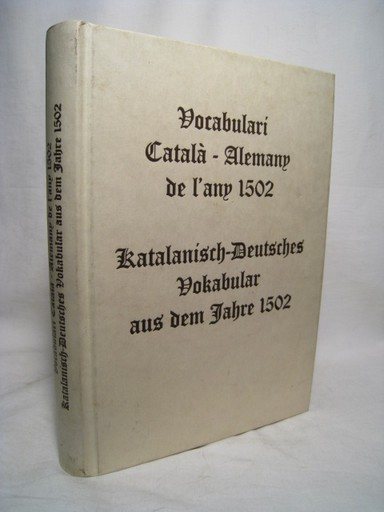 Vocabulari
Català - Alemany
de l'any 1502
Katalanisch-Deutsches
Vokabular
aus dem Jahre 1502
Vocabulari Català - Alemany de l'any 1502
Katalanisch-Deutsches Vokabular aus dem Jahre 1502